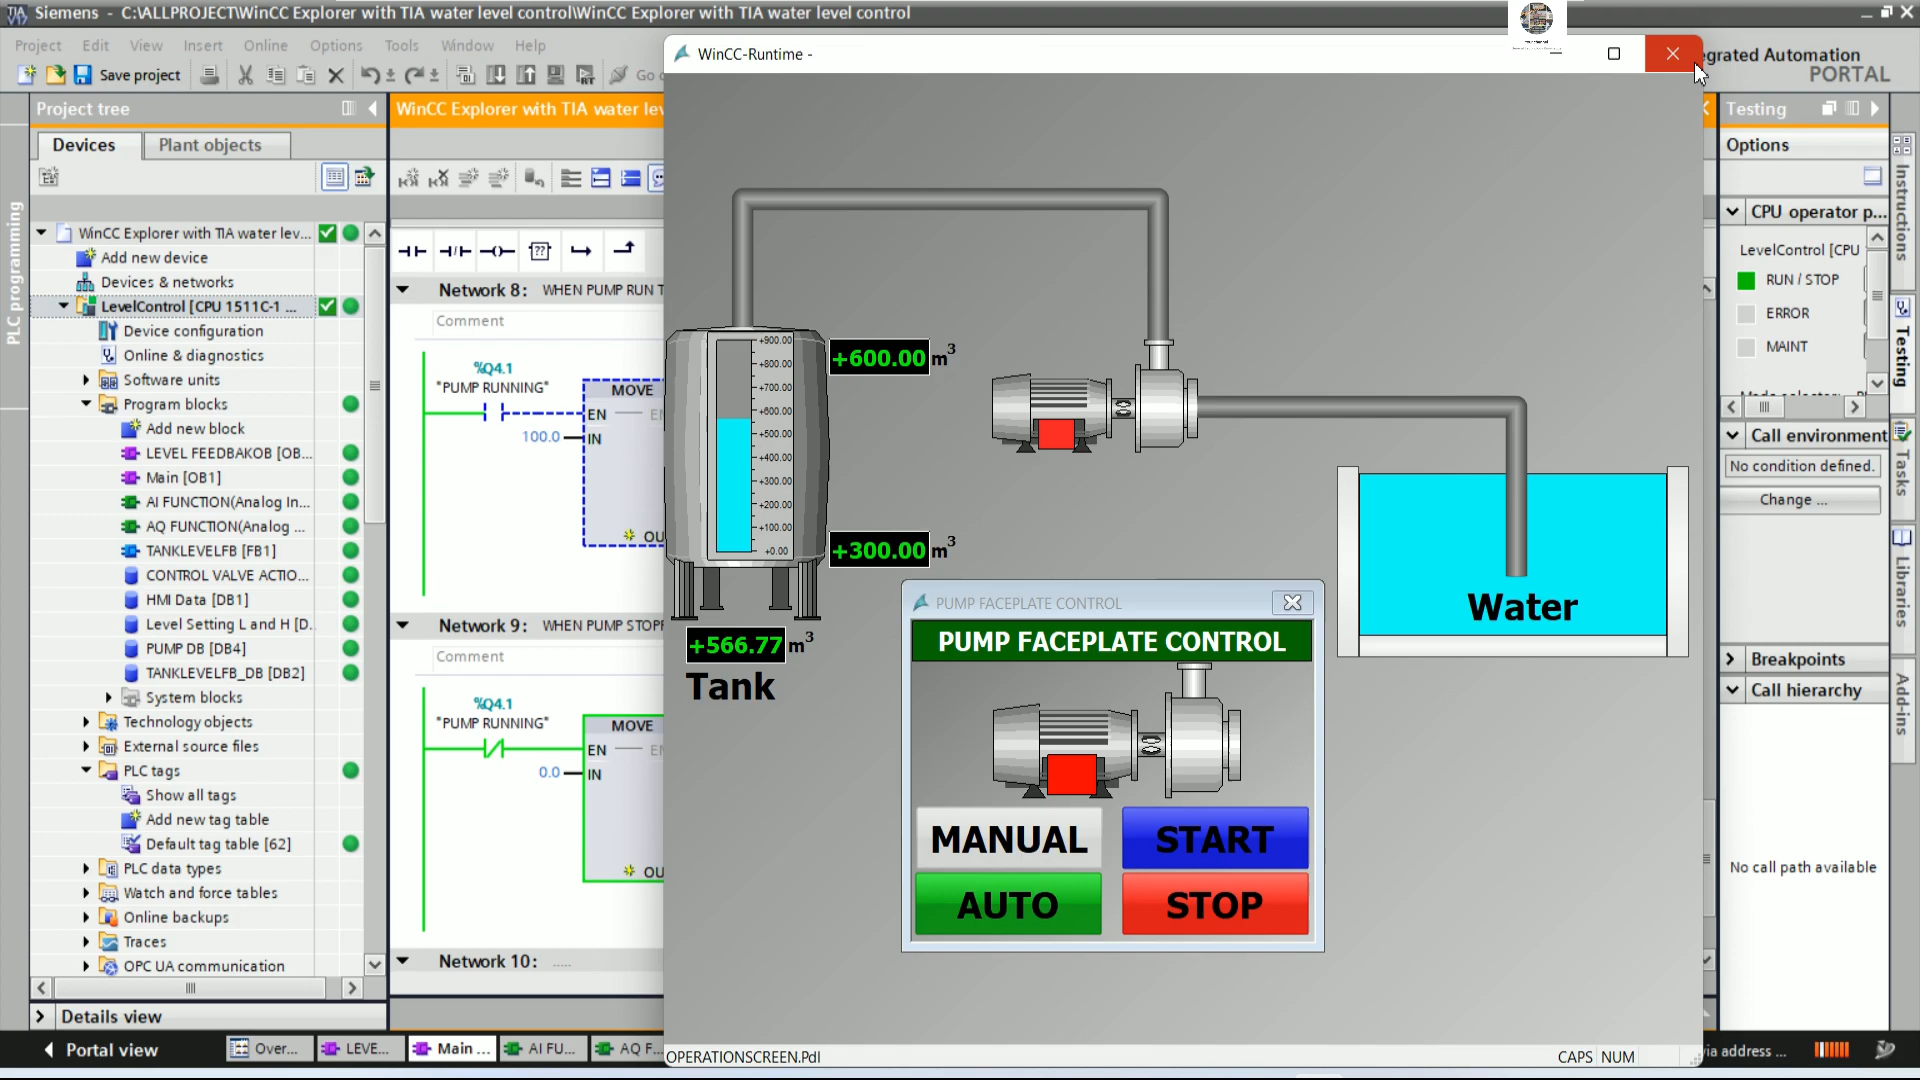 Siemens - C:\ALLPROJECT\WinCC Explorer with TIA water level control\WinCC Explorer with TIA water level control
Project Edit View Insert Online Options Tools Window Help
Save project
Go
egrated Automation
PORTAL
WinCC-Runtime -
Project tree
WinCC Explorer with TIA water lev
Testing
Devices
Plant objects
Options
PLC programming
WinCC Explorer with TIA water lev...
Add new device
Devices & networks
LevelControl [CPU 1511C-1 ...
Device configuration
Online & diagnostics
Software units
Program blocks
Add new block
LEVEL FEEDBAKOB [OB...
Main [OB1]
AI FUNCTION(Analog In...
AQ FUNCTION(Analog ...
TANKLEVELFB [FB1]
CONTROL VALVE ACTIO...
HMI Data [DB1]
Level Setting L and H [D...
PUMP DB [DB4]
TANKLEVELFB_DB [DB2]
System blocks
Technology objects
External source files
PLC tags
Show all tags
Add new tag table
Default tag table [62]
PLC data types
Watch and force tables
Online backups
Traces
OPC UA communication
Details view
??
Network 8: WHEN PUMP RUN T
Comment
%Q4.1
"PUMP RUNNING"
MOVE
EN
EN
100.0
IN
OU
Network 9: WHEN PUMP STOPP
Comment
%Q4.1
"PUMP RUNNING"
MOVE
EN
EN
0.0
IN
OU
Network 10: .....
+900.00
+800.00
+700.00
+600.00
+500.00
+400.00
+300.00
+200.00
+100.00
+0.00
+600.00 m3
+300.00 m3
+566.77 m3
Tank
Water
PUMP FACEPLATE CONTROL
PUMP FACEPLATE CONTROL
MANUAL
START
AUTO
STOP
OPERATIONSCREEN.Pdl
CAPS NUM
CPU operator p...
LevelControl [CPU
RUN / STOP
ERROR
MAINT
Call environment
No condition defined.
Change ...
Breakpoints
Call hierarchy
No call path available
Instructions
Testing
Tasks
Libraries
Add-ins
Portal view
Over...
LEVE...
Main ...
AI FU...
AQ F...
ia address ...